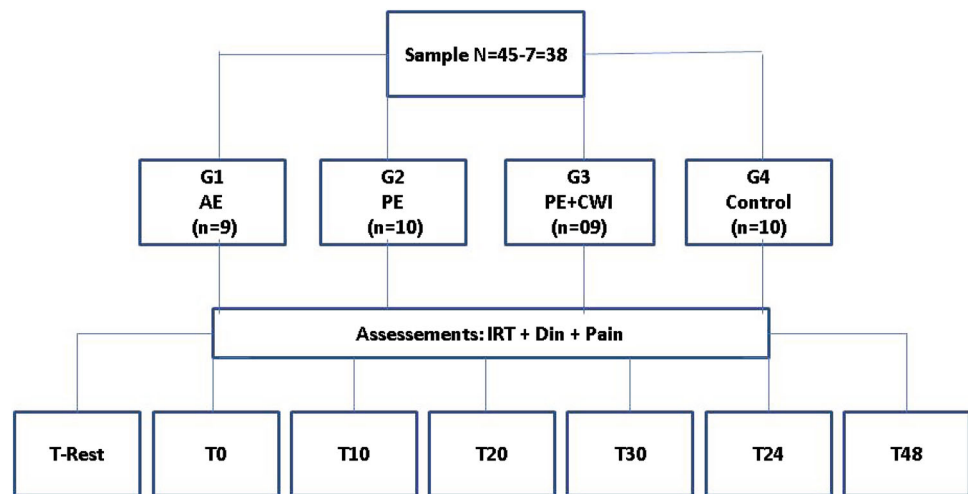 Sample N=45-7=38
G1
AE
(n=9)
G2
PE
(n=10)
G3
PE+CWI
(n=09)
G4
Control
(n=10)
Assessements: IRT + Din + Pain
T-Rest
T0
T10
T20
T30
T24
T48